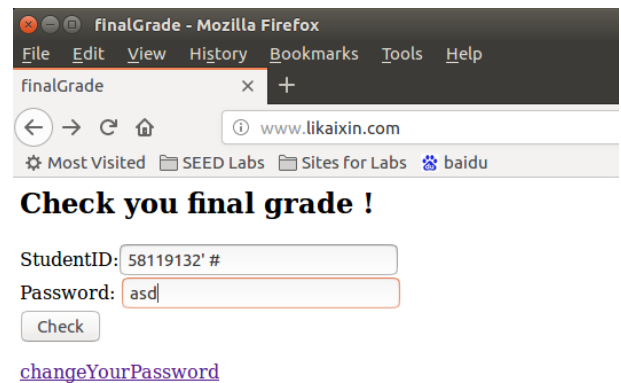 finalGrade - Mozilla Firefox
File Edit View History Bookmarks Tools Help
finalGrade × +
www.likaixin.com
Most Visited SEED Labs Sites for Labs baidu
Check you final grade !
StudentID: 58119132' #
Password: asd
Check
changeYourPassword